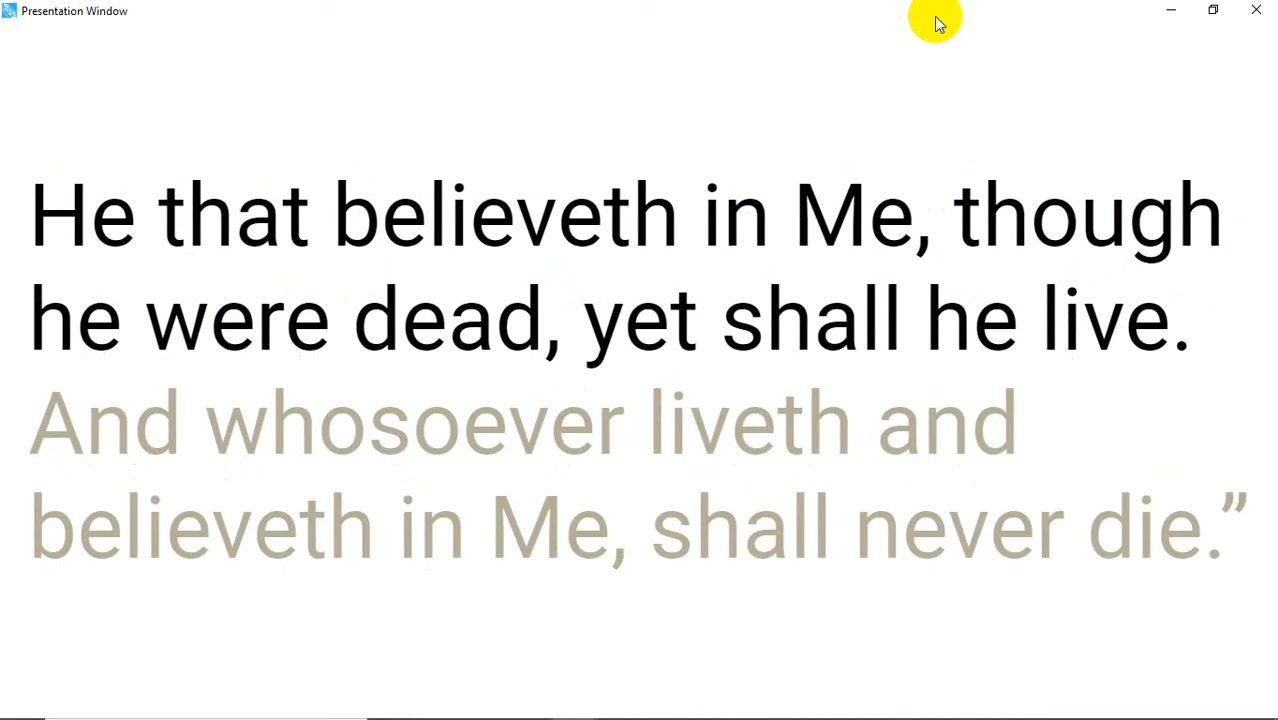 Presentation Window
He that believeth in Me, though
he were dead, yet shall he live.
And whosoever liveth and
believeth in Me, shall never die.”